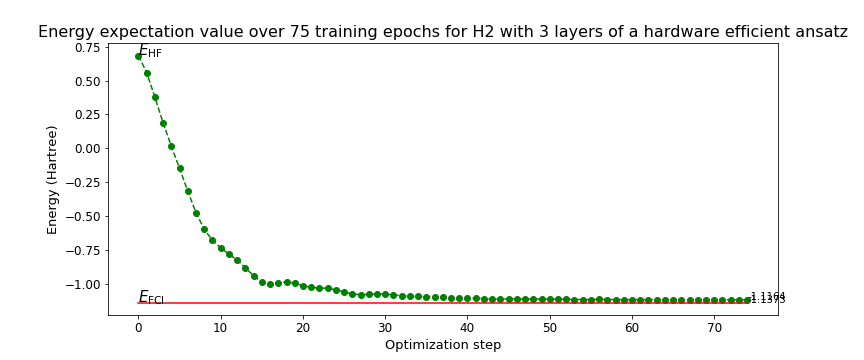 Energy expectation value over 75 training epochs for H2 with 3 layers of a hardware efficient ansatz
0.75
0.50
0.25
0.00
−0.25
−0.50
−0.75
−1.00
Energy (Hartree)
E_HF
E_FCI
-1.1164
-1.1373
0 10 20 30 40 50 60 70
Optimization step